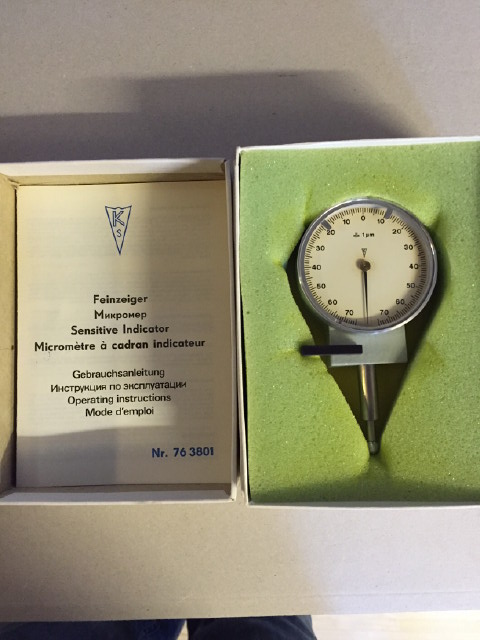 K
S
Feinzeiger
Микромер
Sensitive Indicator
Micromètre à cadran indicateur
Gebrauchsanleitung
Инструкция по эксплуатации
Operating instructions
Mode d'emploi
Nr. 76 3801
10 0 10
20 20
1 µm
30 30
40 40
50 50
60 60
70 70